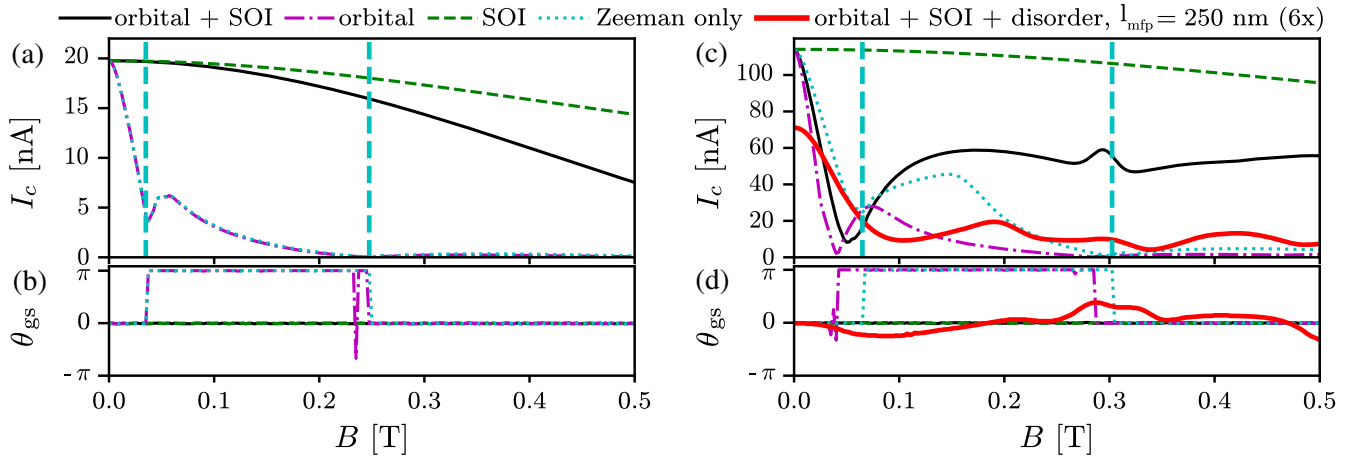 orbital + SOI orbital SOI Zeeman only orbital + SOI + disorder, l_mfp = 250 nm (6x)
(a)
20
15
10
5
0
I_c [nA]
(b)
π
0
-π
θ_gs
0.0 0.1 0.2 0.3 0.4 0.5
B [T]
(c)
100
80
60
40
20
0
I_c [nA]
(d)
π
0
-π
θ_gs
0.0 0.1 0.2 0.3 0.4 0.5
B [T]